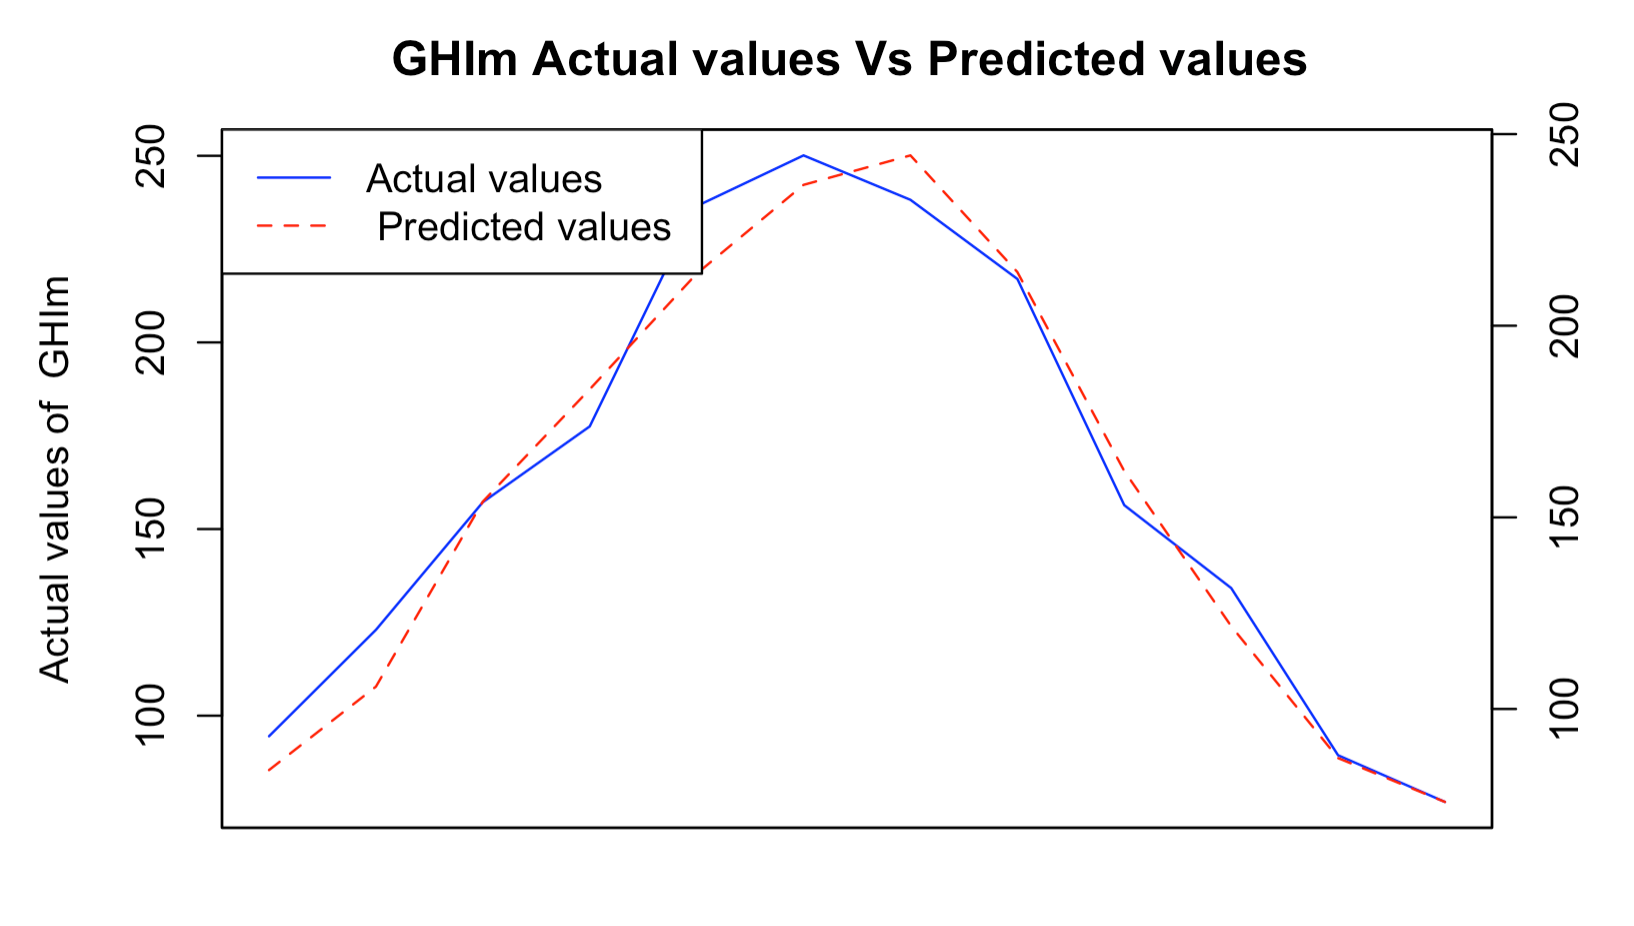 GHIm Actual values Vs Predicted values
Actual values
Predicted values
Actual values of GHIm
250
200
150
100
250
200
150
100